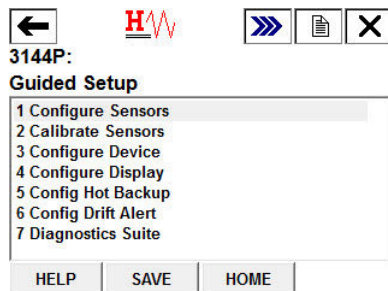 H
3144P:
Guided Setup
1 Configure Sensors
2 Calibrate Sensors
3 Configure Device
4 Configure Display
5 Config Hot Backup
6 Config Drift Alert
7 Diagnostics Suite
HELP SAVE HOME